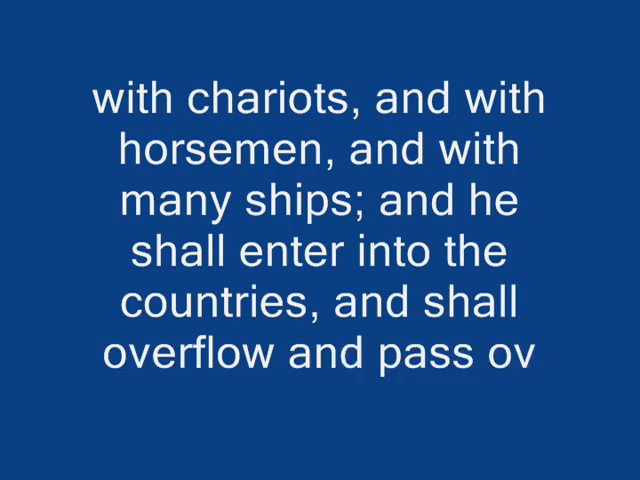 with chariots, and with
horsemen, and with
many ships; and he
shall enter into the
countries, and shall
overflow and pass ov